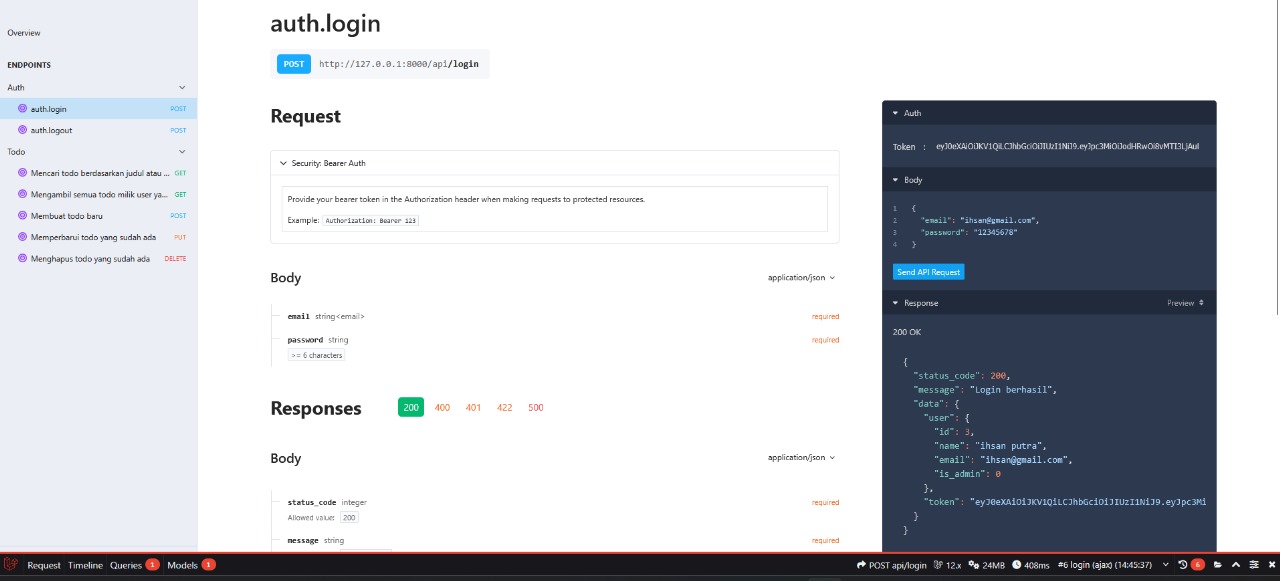 Overview
ENDPOINTS
Auth
auth.login POST
auth.logout POST
Todo
Mencari todo berdasarkan judul atau ... GET
Mengambil semua todo milik user ya... GET
Membuat todo baru POST
Memperbarui todo yang sudah ada PUT
Menghapus todo yang sudah ada DELETE
auth.login
POST http://127.0.0.1:8000/api/login
Request
Security: Bearer Auth
Provide your bearer token in the Authorization header when making requests to protected resources.
Example: Authorization: Bearer 123
Body application/json
email string<email> required
password string required
>= 6 characters
Responses 200 400 401 422 500
Body application/json
status_code integer required
Allowed value: 200
message string required
Auth
Token : eyJ0eXAiOiJKV1QiLCJhbGciOiJIUzI1NiJ9.eyJpc3MiOiJodHRwOi8vMTI3LjAuI
Body
1 {
2 "email": "ihsan@gmail.com",
3 "password": "12345678"
4 }
Send API Request
Response Preview
200 OK
{
"status_code": 200,
"message": "Login berhasil",
"data": {
"user": {
"id": 3,
"name": "ihsan putra",
"email": "ihsan@gmail.com",
"is_admin": 0
},
"token": "eyJ0eXAiOiJKV1QiLCJhbGciOiJIUzI1NiJ9.eyJpc3Mi
}
}
Request Timeline Queries 1 Models 1 POST api/login 12.x 24MB 408ms #6 login (ajax) (14:45:37) 6